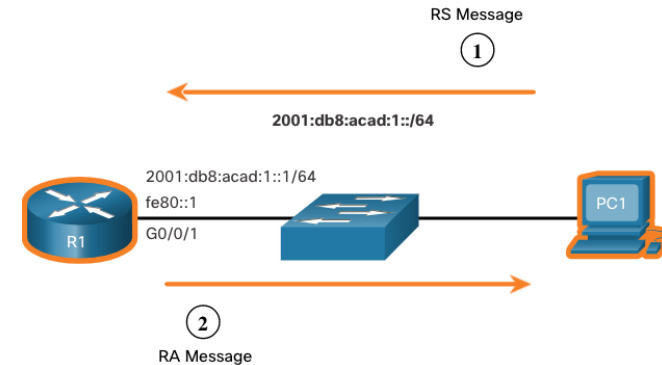 RS Message
1
2001:db8:acad:1::/64
2001:db8:acad:1::1/64
fe80::1
G0/0/1
R1
PC1
2
RA Message